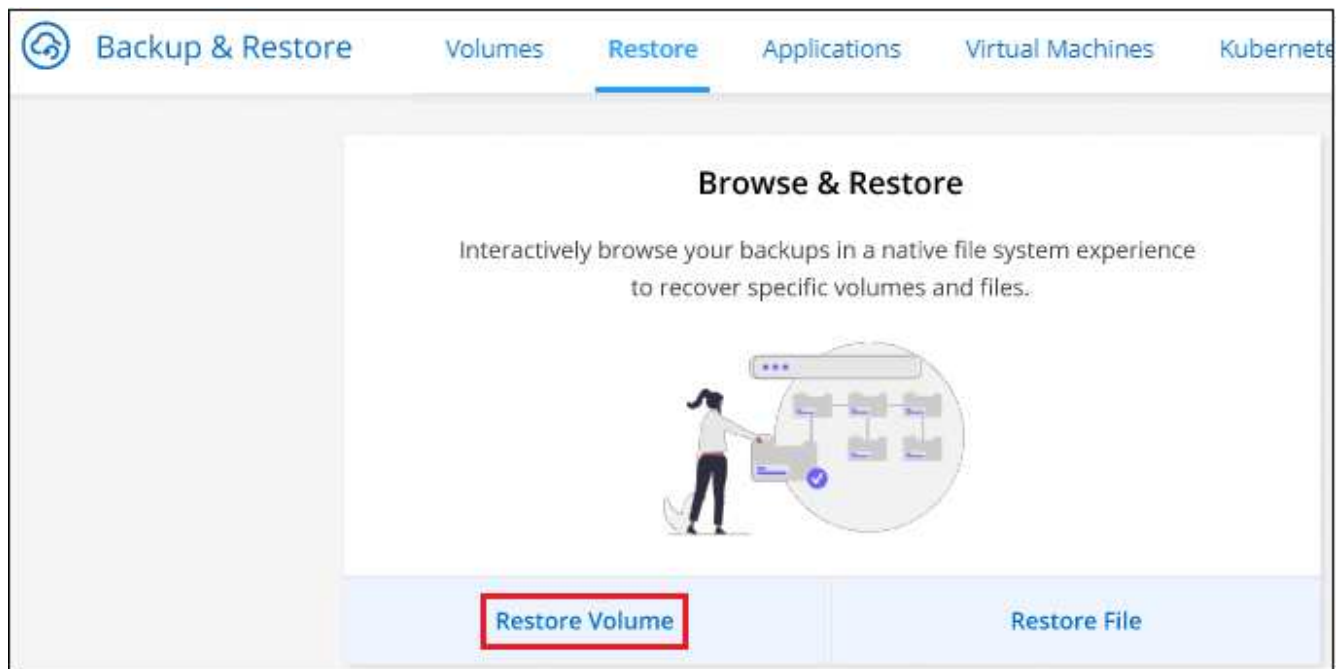 Backup & Restore Volumes Restore Applications Virtual Machines Kubernete
Browse & Restore
Interactively browse your backups in a native file system experience
to recover specific volumes and files.
Restore Volume Restore File